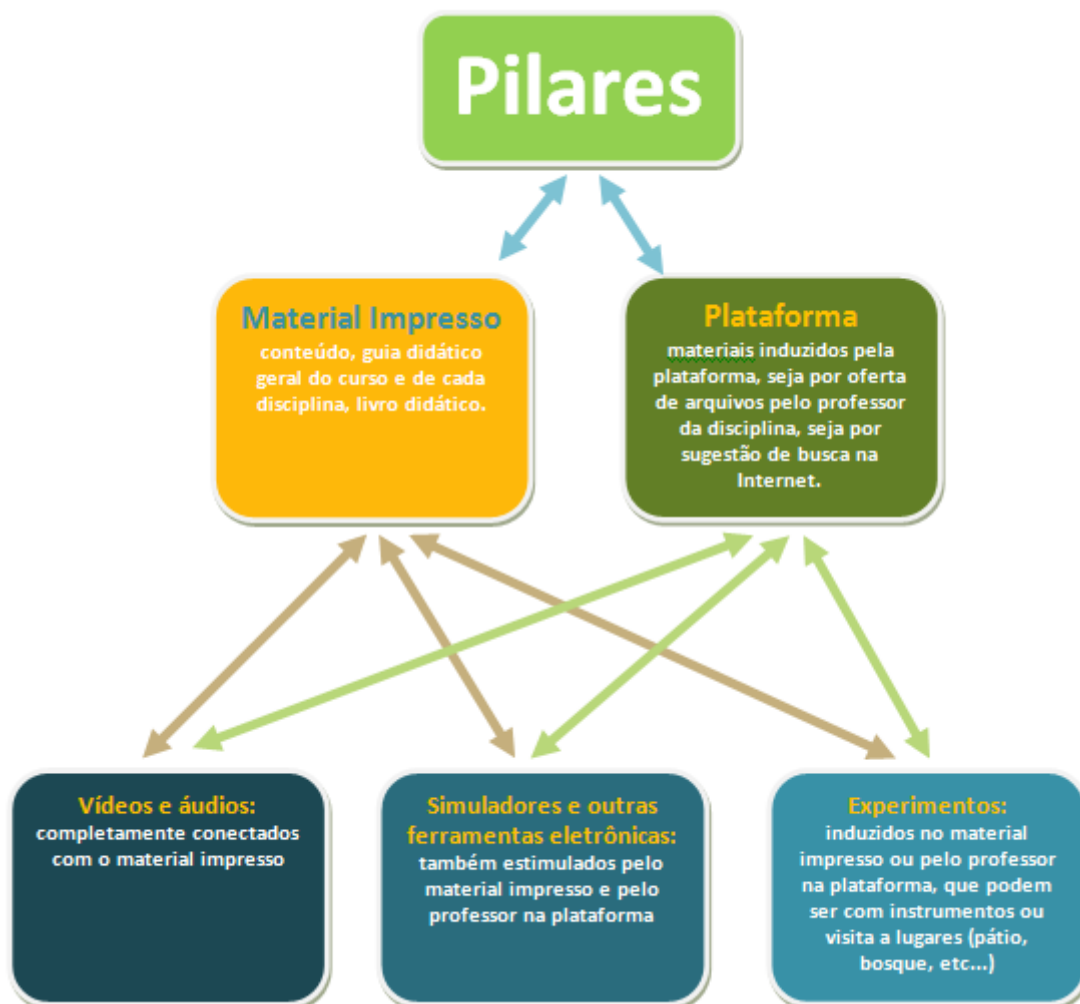 Pilares
Material Impresso
conteúdo, guia didático
geral do curso e de cada
disciplina, livro didático.
Plataforma
materiais induzidos pela
plataforma, seja por oferta
de arquivos pelo professor
da disciplina, seja por
sugestão de busca na
Internet.
Vídeos e áudios:
completamente conectados
com o material impresso
Simuladores e outras
ferramentas eletrônicas:
também estimulados pelo
material impresso e pelo
professor na plataforma
Experimentos:
induzidos no material
impresso ou pelo professor
na plataforma, que podem
ser com instrumentos ou
visita a lugares (pátio,
bosque, etc...)